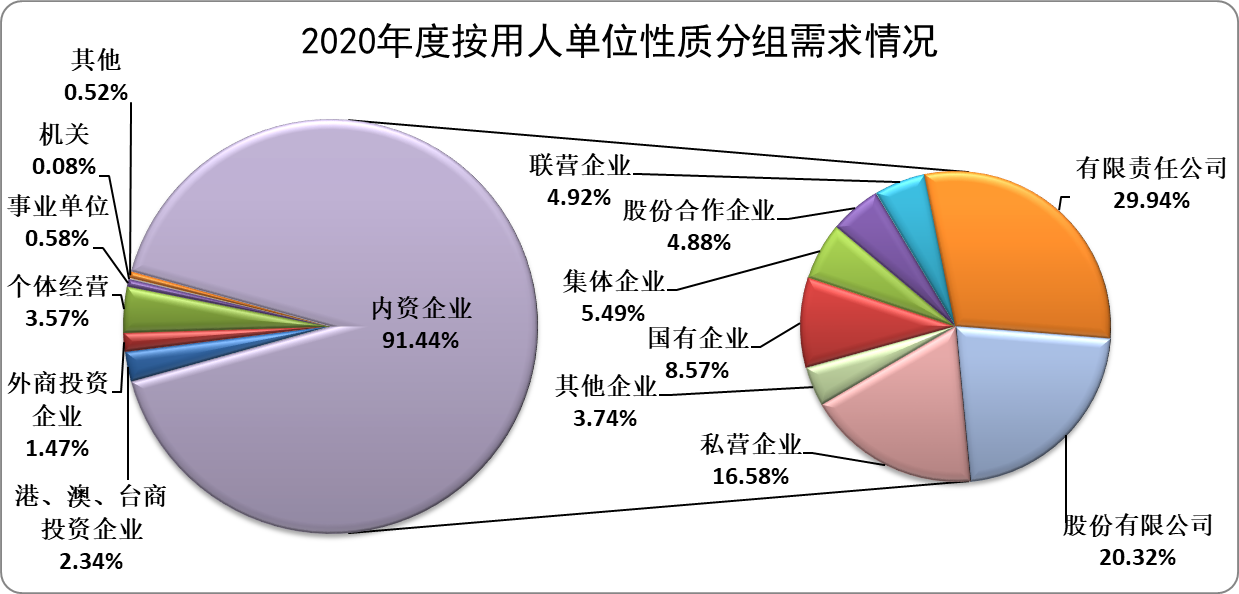 2020年度按用人单位性质分组需求情况
其他
0.52%
机关
0.08%
事业单位
0.58%
个体经营
3.57%
外商投资
企业
1.47%
港、澳、台商
投资企业
2.34%
内资企业
91.44%
联营企业
4.92%
股份合作企业
4.88%
集体企业
5.49%
国有企业
8.57%
其他企业
3.74%
私营企业
16.58%
有限责任公司
29.94%
股份有限公司
20.32%